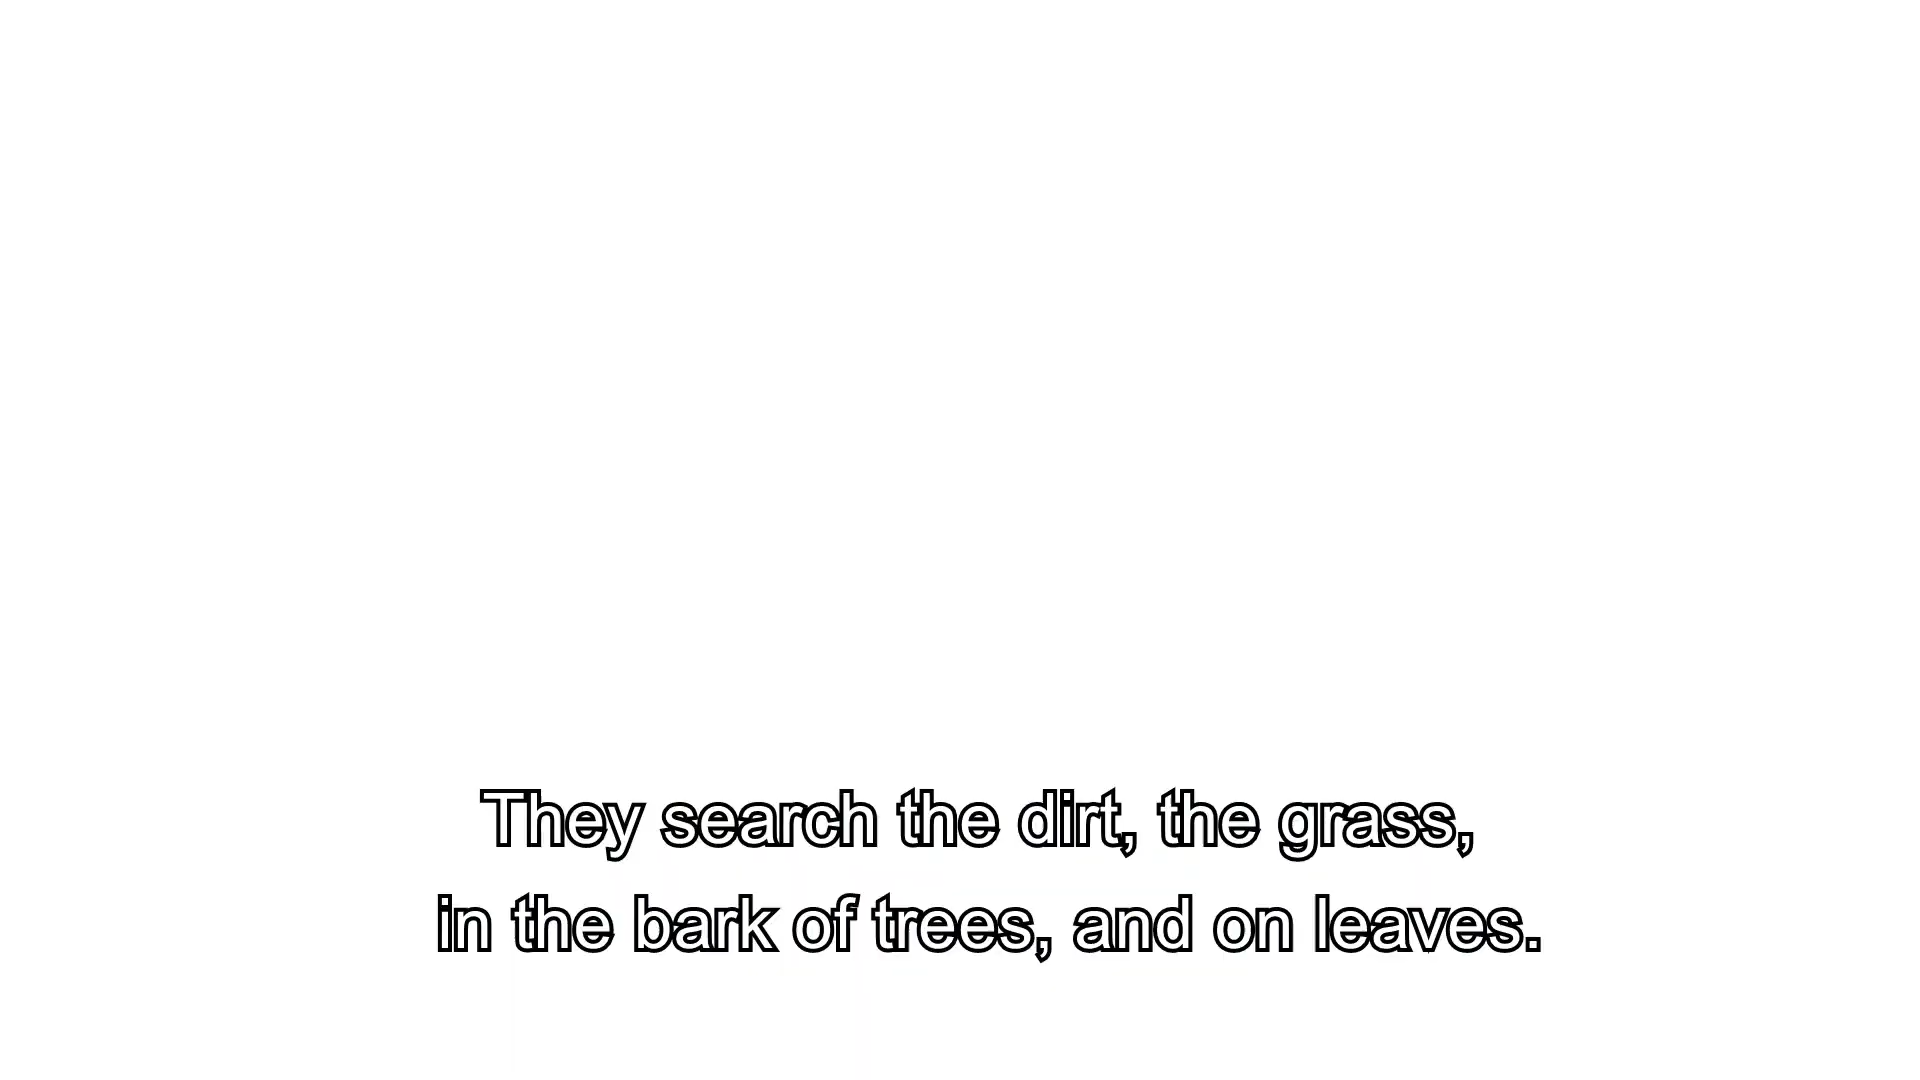 They search the dirt, the grass,
in the bark of trees, and on leaves.